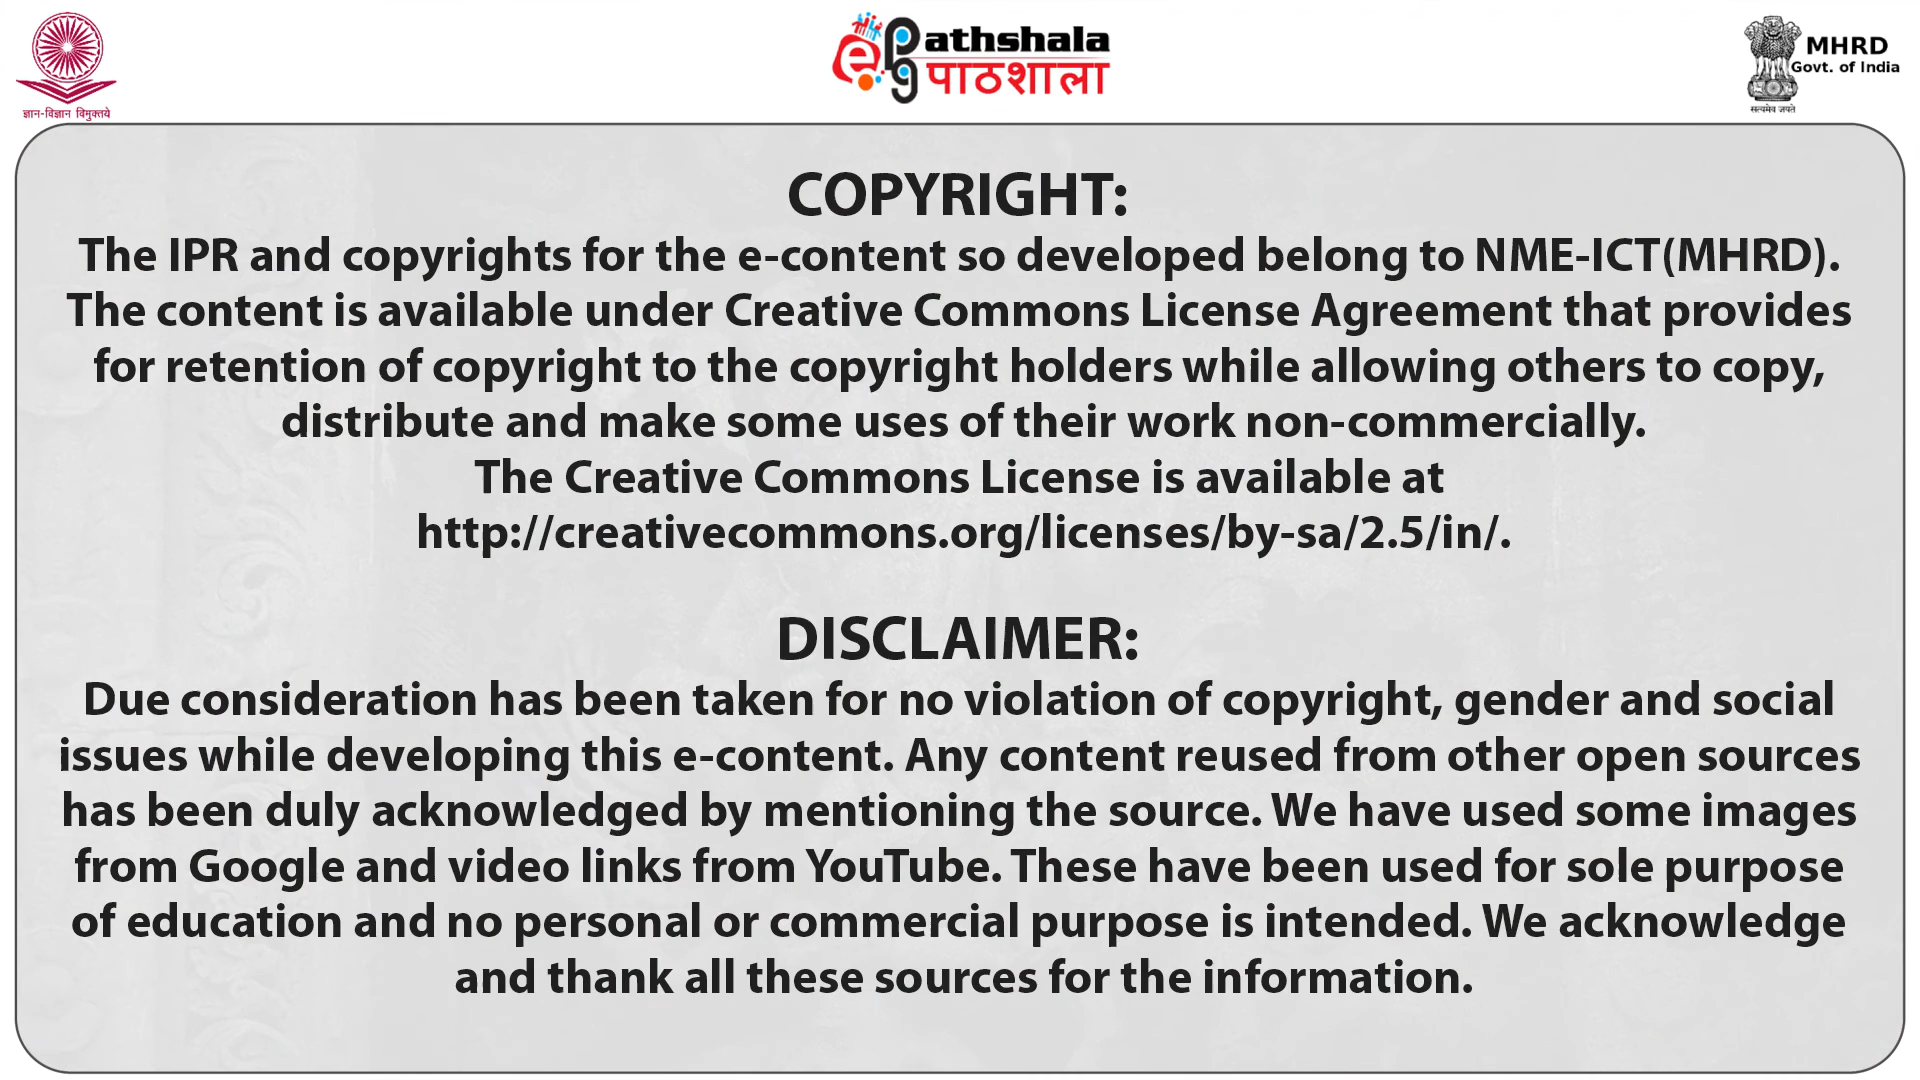 ज्ञान-विज्ञान विमुक्तये
e Pathshala
पाठशाला
PG
MHRD
Govt. of India
सत्यमेव जयते
COPYRIGHT:
The IPR and copyrights for the e-content so developed belong to NME-ICT(MHRD).
The content is available under Creative Commons License Agreement that provides
for retention of copyright to the copyright holders while allowing others to copy,
distribute and make some uses of their work non-commercially.
The Creative Commons License is available at
http://creativecommons.org/licenses/by-sa/2.5/in/.
DISCLAIMER:
Due consideration has been taken for no violation of copyright, gender and social
issues while developing this e-content. Any content reused from other open sources
has been duly acknowledged by mentioning the source. We have used some images
from Google and video links from YouTube. These have been used for sole purpose
of education and no personal or commercial purpose is intended. We acknowledge
and thank all these sources for the information.